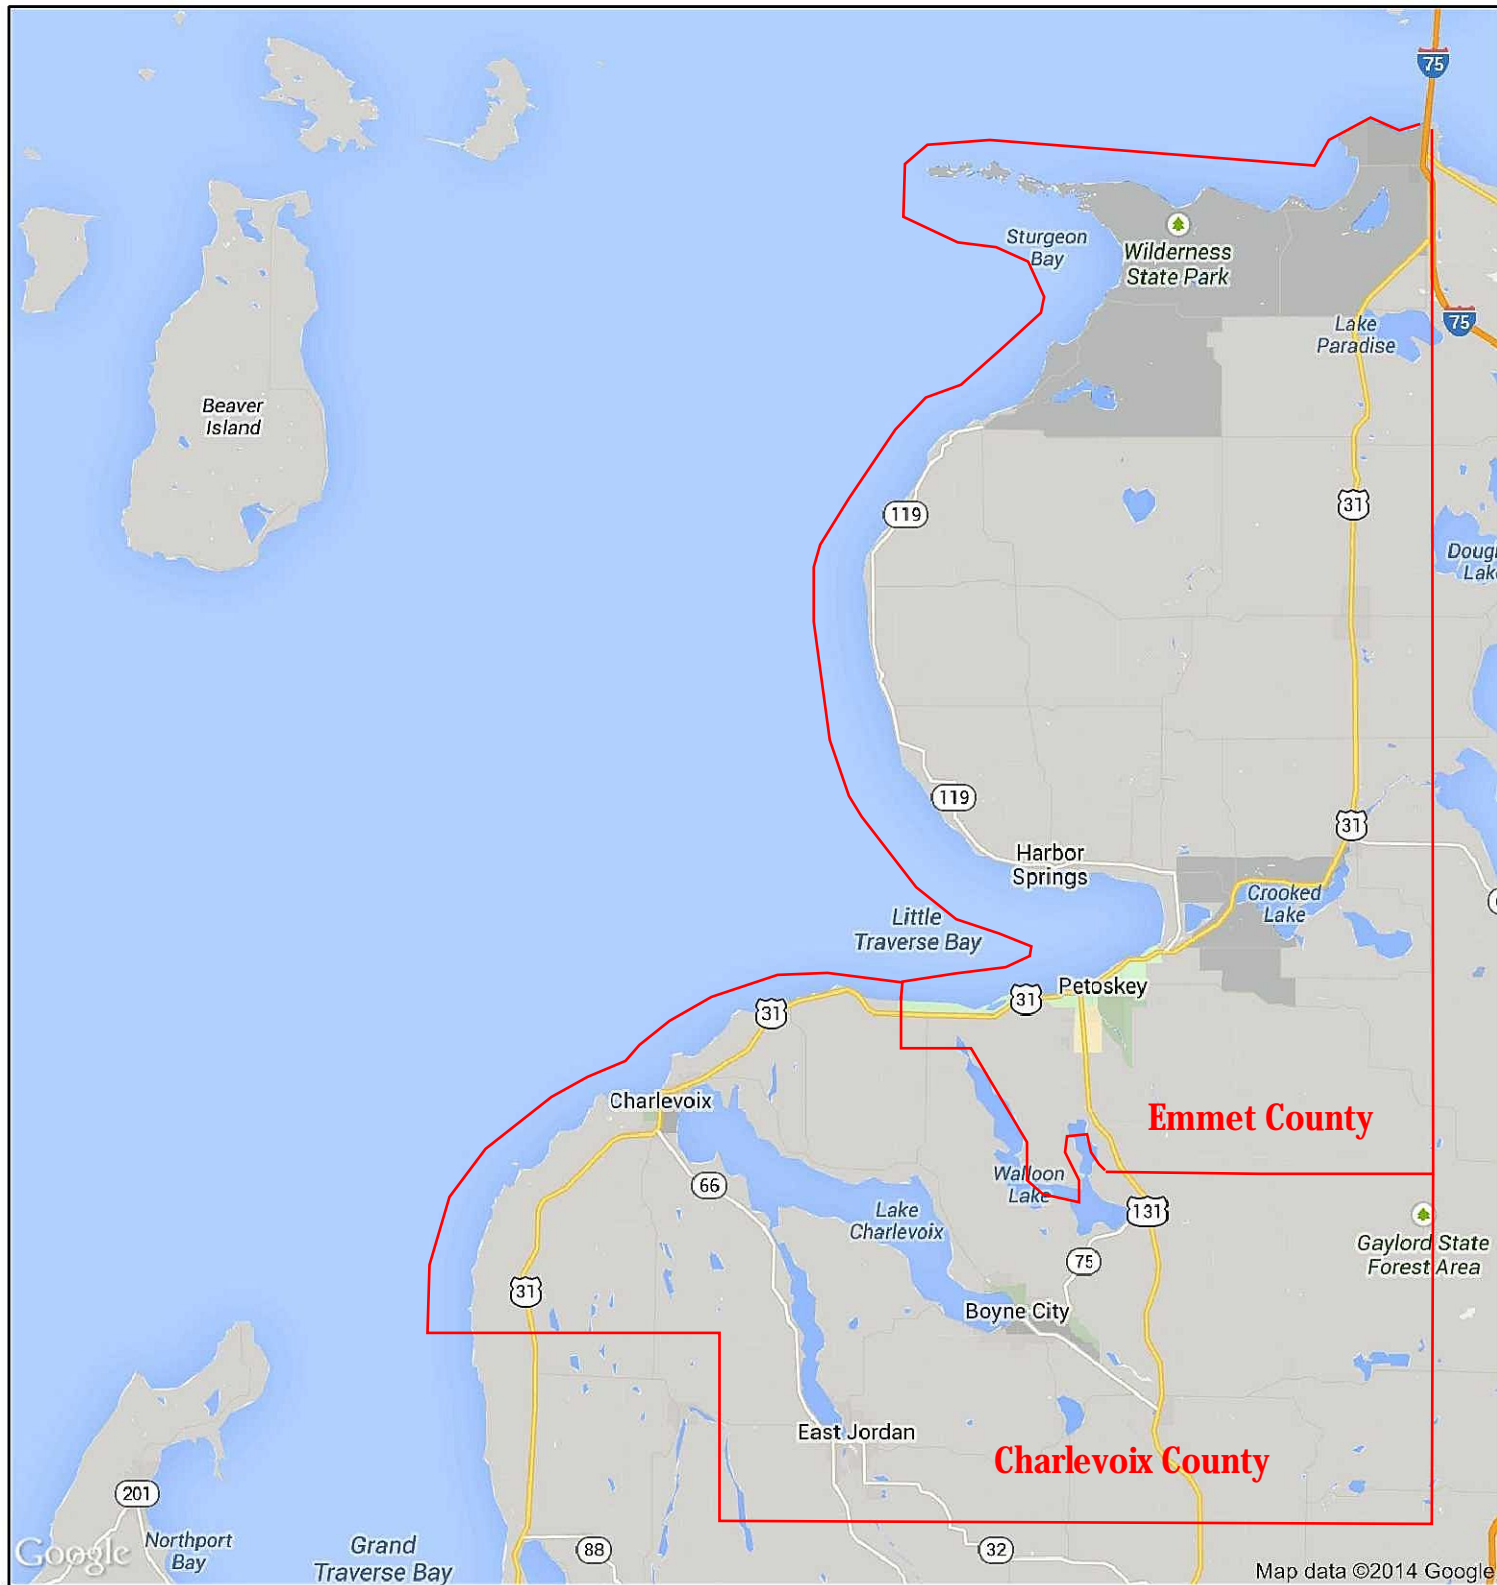 75
Sturgeon
Bay
Wilderness
State Park
Lake
Paradise
75
Beaver
Island
31
119
Lake
119
31
Harbor
Springs
Crooked
Lake
Little
Traverse Bay
Petoskey
31
31
Charlevoix
Emmet County
Walloon
Lake
66
131
Lake
Charlevoix
Gaylord State
Forest Area
75
31
Boyne City
East Jordan
Charlevoix County
201
Northport
Bay
Grand
Traverse Bay
88
32
Google
Map data ©2014 Google